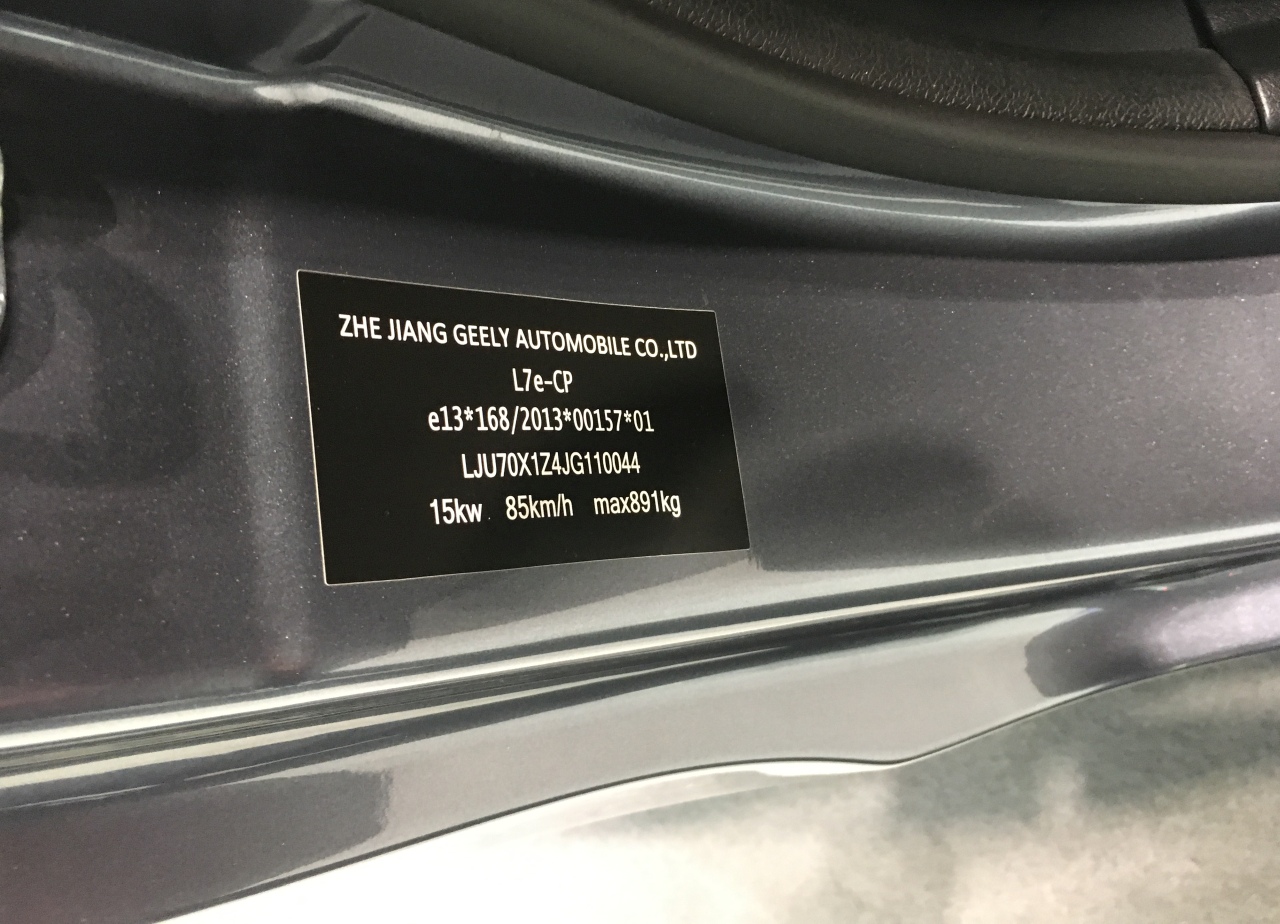 ZHE JIANG GEELY AUTOMOBILE CO.,LTD
L7e-CP
e13*168/2013*00157*01
LJU70X1Z4JG110044
15kw 85km/h max891kg